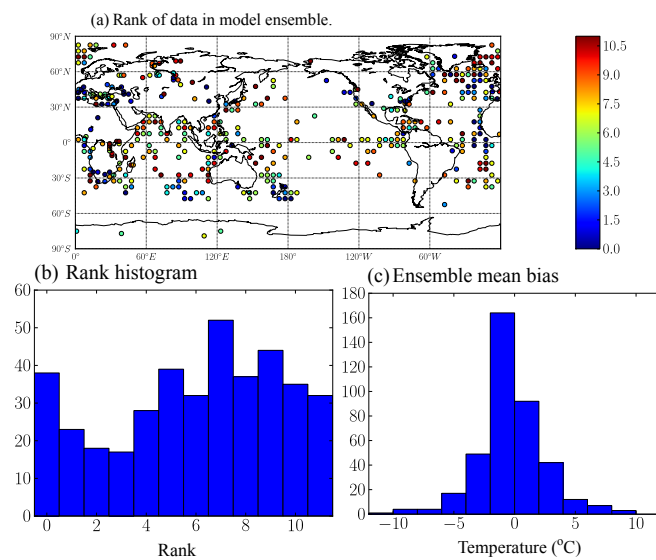 (a) Rank of data in model ensemble.
90°N
60°N
30°N
0°
30°S
60°S
90°S
0° 60°E 120°E 180° 120°W 60°W
10.5
9.0
7.5
6.0
4.5
3.0
1.5
0.0
(b) Rank histogram
60
50
40
30
20
10
0
0 2 4 6 8 10
Rank
(c) Ensemble mean bias
180
160
140
120
100
80
60
40
20
0
−10 −5 0 5 10
Temperature (°C)